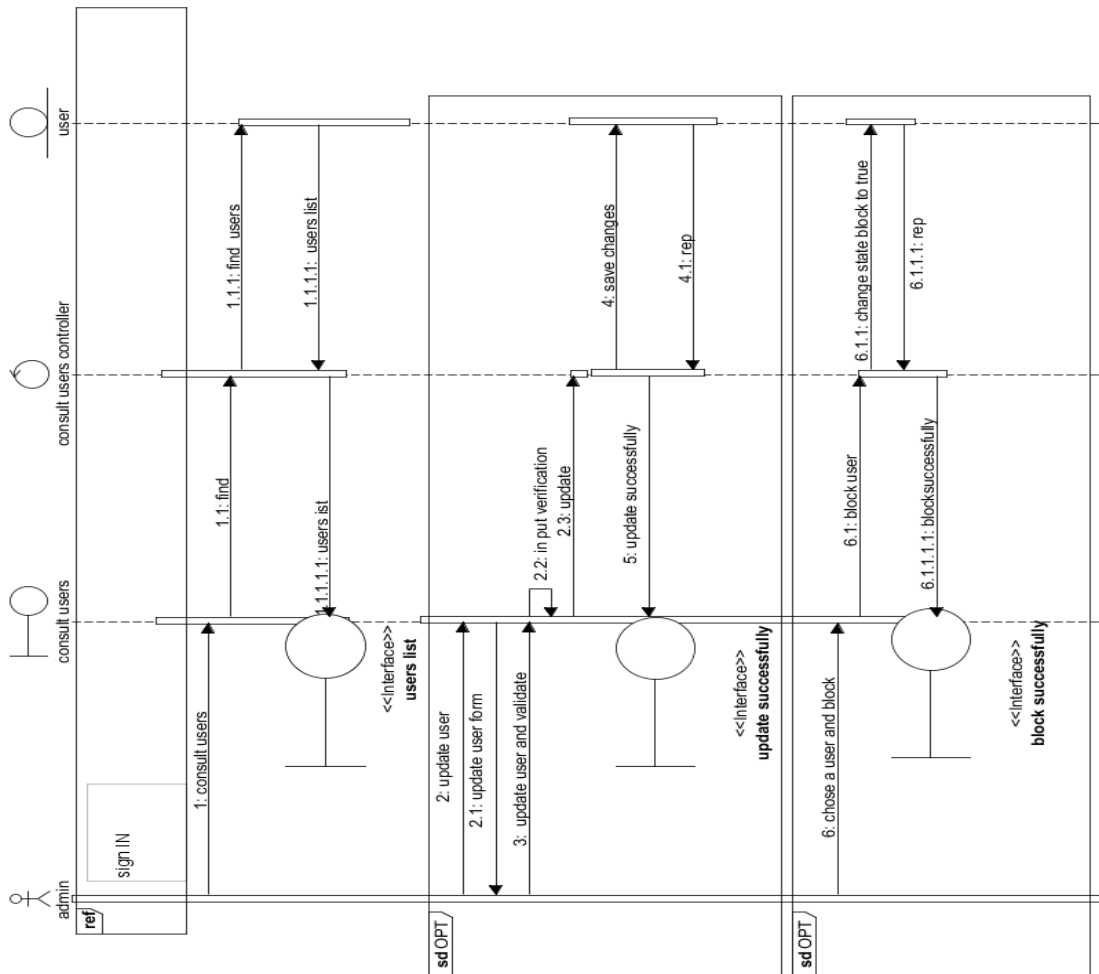 admin
consult users
consult users controller
user
ref
sign IN
1: consult users
1.1: find
1.1.1: find users
1.1.1.1: users list
1.1.1.1.1: users ist
<<Interface>>
users list
sd OPT
2: update user
2.1: update user form
3: update user and validate
2.2: in put verification
2.3: update
4: save changes
4.1: rep
5: update successfully
<<Interface>>
update successfully
sd OPT
6: chose a user and block
6.1: block user
6.1.1: change state block to true
6.1.1.1: rep
6.1.1.1.1: blocksuccessfully
<<Interface>>
block successfully